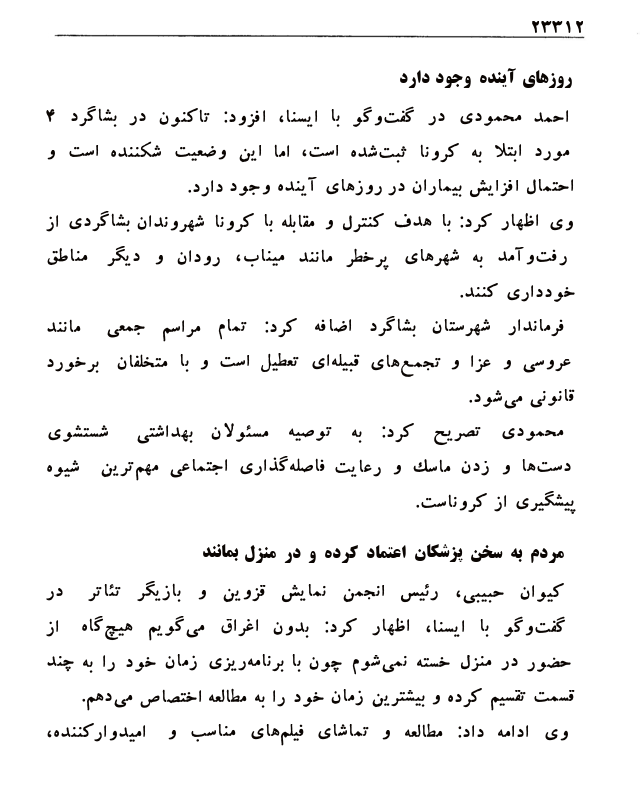 ۲۳۳۱۲
روزهای آینده وجود دارد
احمد محمودی در گفت‌وگو با ایسنا، افزود: تاکنون در بشاگرد ۴
مورد ابتلا به کرونا ثبت‌شده است، اما این وضعیت شکننده است و
احتمال افزایش بیماران در روزهای آینده وجود دارد.
وی اظهار کرد: با هدف کنترل و مقابله با کرونا شهروندان بشاگردی از
رفت‌وآمد به شهرهای پرخطر مانند میناب، رودان و دیگر مناطق
خودداری کنند.
فرماندار شهرستان بشاگرد اضافه کرد: تمام مراسم جمعی مانند
عروسی و عزا و تجمع‌های قبیله‌ای تعطیل است و با متخلفان برخورد
قانونی می‌شود.
محمودی تصریح کرد: به توصیه مسئولان بهداشتی شستشوی
دست‌ها و زدن ماسك و رعایت فاصله‌گذاری اجتماعی مهم‌ترین شیوه
پیشگیری از کروناست.
مردم به سخن پزشکان اعتماد کرده و در منزل بمانند
کیوان حبیبی، رئیس انجمن نمایش قزوین و بازیگر تئاتر در
گفت‌وگو با ایسنا، اظهار کرد: بدون اغراق می‌گویم هیچ‌گاه از
حضور در منزل خسته نمی‌شوم چون با برنامه‌ریزی زمان خود را به چند
قسمت تقسیم کرده و بیشترین زمان خود را به مطالعه اختصاص می‌دهم.
وی ادامه داد: مطالعه و تماشای فیلم‌های مناسب و امیدوارکننده،